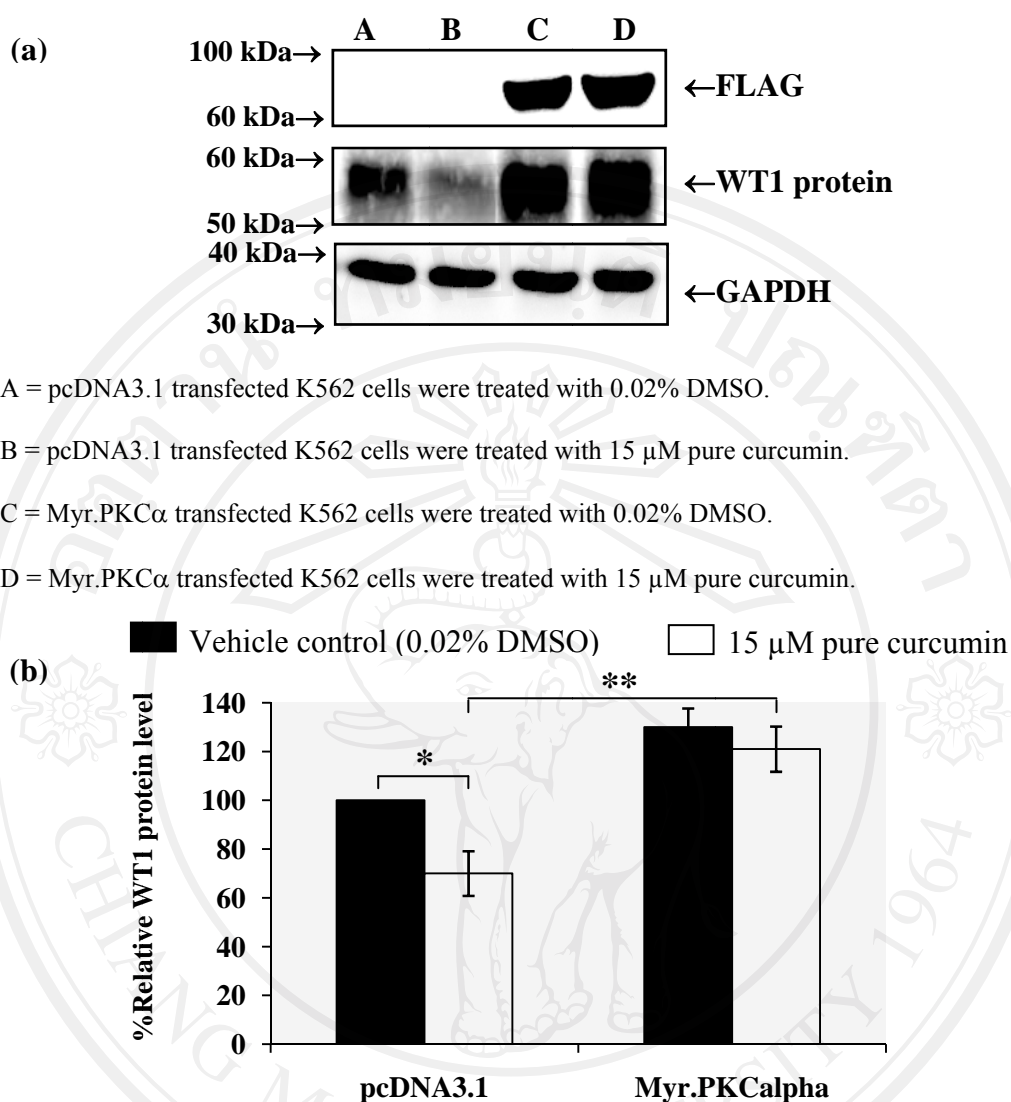 (a)
A B C D
100 kDa→
←FLAG
60 kDa→
60 kDa→
←WT1 protein
50 kDa→
40 kDa→
←GAPDH
30 kDa→
A = pcDNA3.1 transfected K562 cells were treated with 0.02% DMSO.
B = pcDNA3.1 transfected K562 cells were treated with 15 µM pure curcumin.
C = Myr.PKCα transfected K562 cells were treated with 0.02% DMSO.
D = Myr.PKCα transfected K562 cells were treated with 15 µM pure curcumin.
Vehicle control (0.02% DMSO) 15 µM pure curcumin
(b)
%Relative WT1 protein level
140
120
100
80
60
40
20
0
*
**
pcDNA3.1 Myr.PKCalpha
CHIANG MAI UNIVERSITY 1964